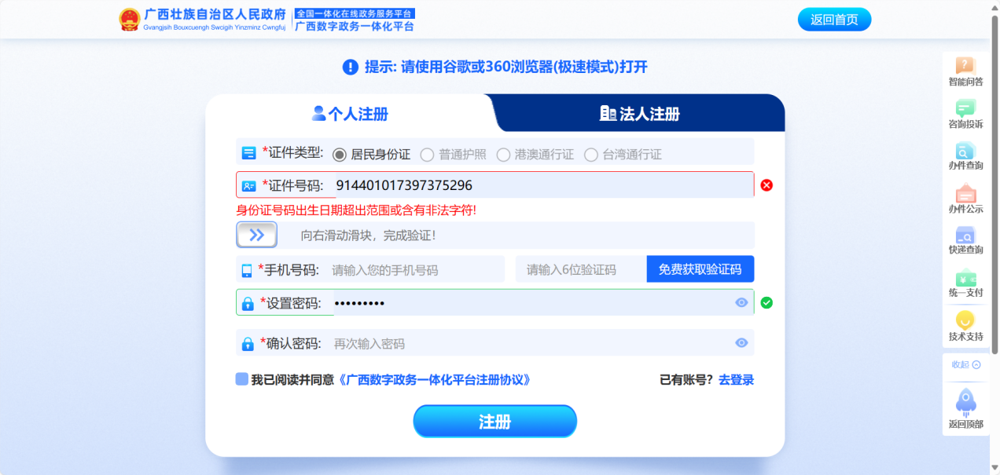 广西壮族自治区人民政府
Gvangjsih Bouxcuengh Swcigih Yinzminz Cwngfuj
全国一体化在线政务服务平台
广西数字政务一体化平台
返回首页
提示: 请使用谷歌或360浏览器(极速模式)打开
个人注册
法人注册
*证件类型: 居民身份证 普通护照 港澳通行证 台湾通行证
*证件号码: 914401017397375296
身份证号码出生日期超出范围或含有非法字符!
向右滑动滑块，完成验证!
*手机号码: 请输入您的手机号码 请输入6位验证码 免费获取验证码
*设置密码: •••••••••
*确认密码: 再次输入密码
我已阅读并同意《广西数字政务一体化平台注册协议》 已有账号? 去登录
注册
智能问答
咨询投诉
办件查询
办件公示
快递查询
统一支付
技术支持
收起
返回顶部